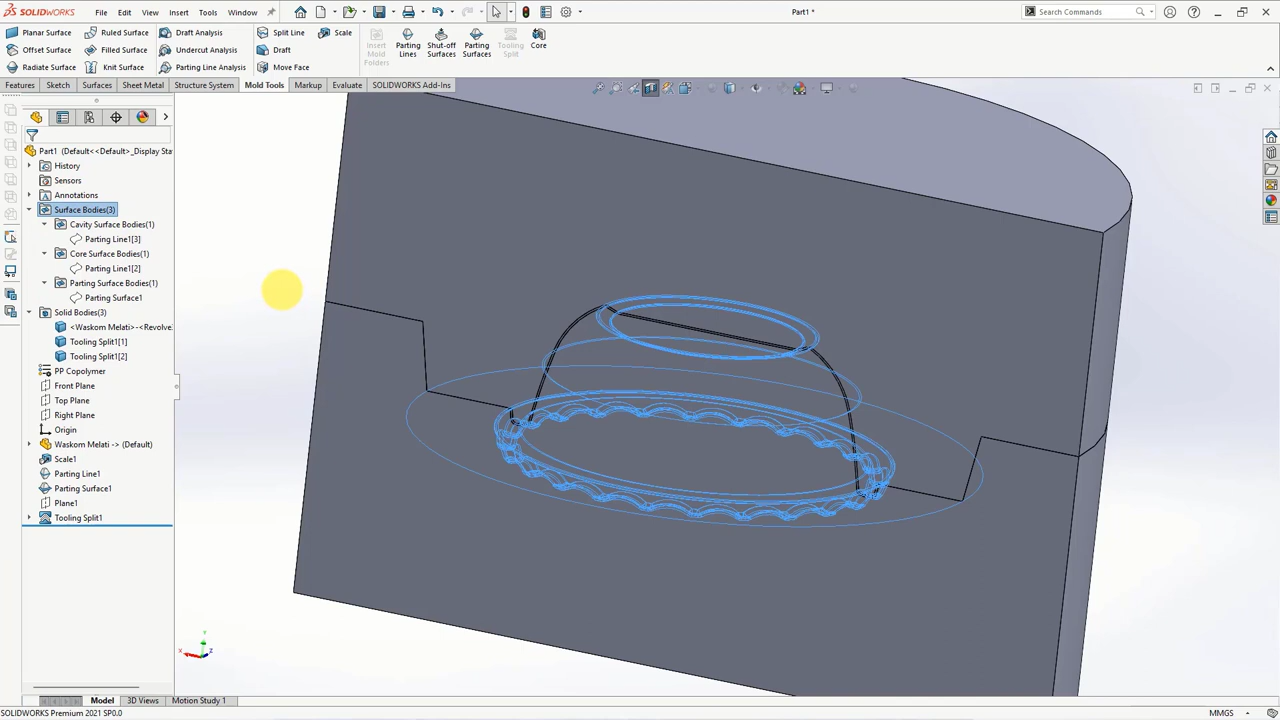 SOLIDWORKS File Edit View Insert Tools Window Part1 * Search Commands
Planar Surface Ruled Surface Draft Analysis Split Line Scale
Offset Surface Filled Surface Undercut Analysis Draft
Radiate Surface Knit Surface Parting Line Analysis Move Face
Insert Mold Folders
Parting Lines
Shut-off Surfaces
Parting Surfaces
Tooling Split
Core
Features Sketch Surfaces Sheet Metal Structure System Mold Tools Markup Evaluate SOLIDWORKS Add-Ins
Part1 (Default<<Default>_Display Sta
History
Sensors
Annotations
Surface Bodies(3)
Cavity Surface Bodies(1)
Parting Line1[3]
Core Surface Bodies(1)
Parting Line1[2]
Parting Surface Bodies(1)
Parting Surface1
Solid Bodies(3)
<Waskom Melati>-<Revolve
Tooling Split1[1]
Tooling Split1[2]
PP Copolymer
Front Plane
Top Plane
Right Plane
Origin
Waskom Melati -> (Default)
Scale1
Parting Line1
Parting Surface1
Plane1
Tooling Split1
Y
X
Z
Model 3D Views Motion Study 1
SOLIDWORKS Premium 2021 SP0.0 MMGS